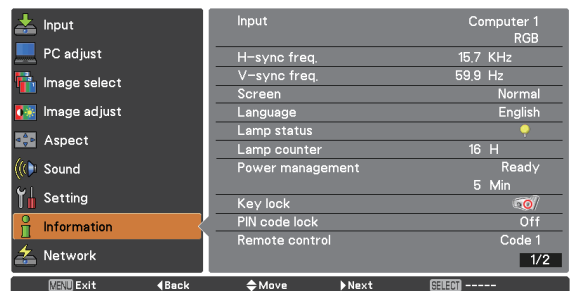 Input
PC adjust
Image select
Image adjust
Aspect
Sound
Setting
Information
Network
Input Computer 1
RGB
H-sync freq. 15.7 KHz
V-sync freq. 59.9 Hz
Screen Normal
Language English
Lamp status
Lamp counter 16 H
Power management Ready
5 Min
Key lock
PIN code lock Off
Remote control Code 1
1/2
MENU Exit Back Move Next SELECT -----